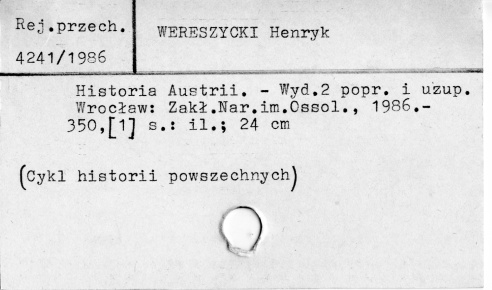 Rej.przech.
4241/1986
WERESZYCKI Henryk
Historia Austrii. - Wyd.2 popr. i uzup.
Wrocław: Zakł.Nar.im.Ossol., 1986.-
350,[1] s.: il.; 24 cm
(Cykl historii powszechnych)